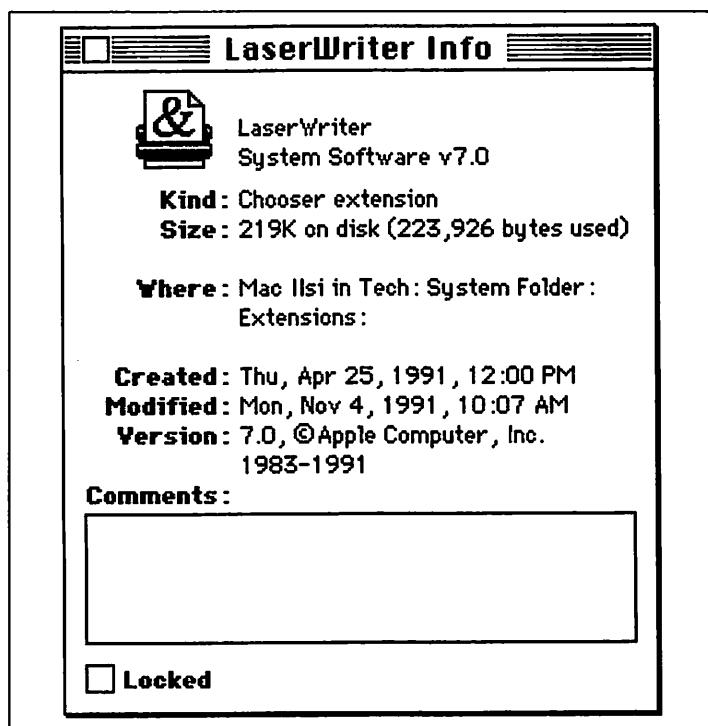 LaserWriter Info
&
LaserWriter
System Software v7.0
Kind: Chooser extension
Size: 219K on disk (223,926 bytes used)
Where: Mac IIsi in Tech: System Folder:
Extensions:
Created: Thu, Apr 25, 1991, 12:00 PM
Modified: Mon, Nov 4, 1991, 10:07 AM
Version: 7.0, ©Apple Computer, Inc.
1983-1991
Comments:
Locked